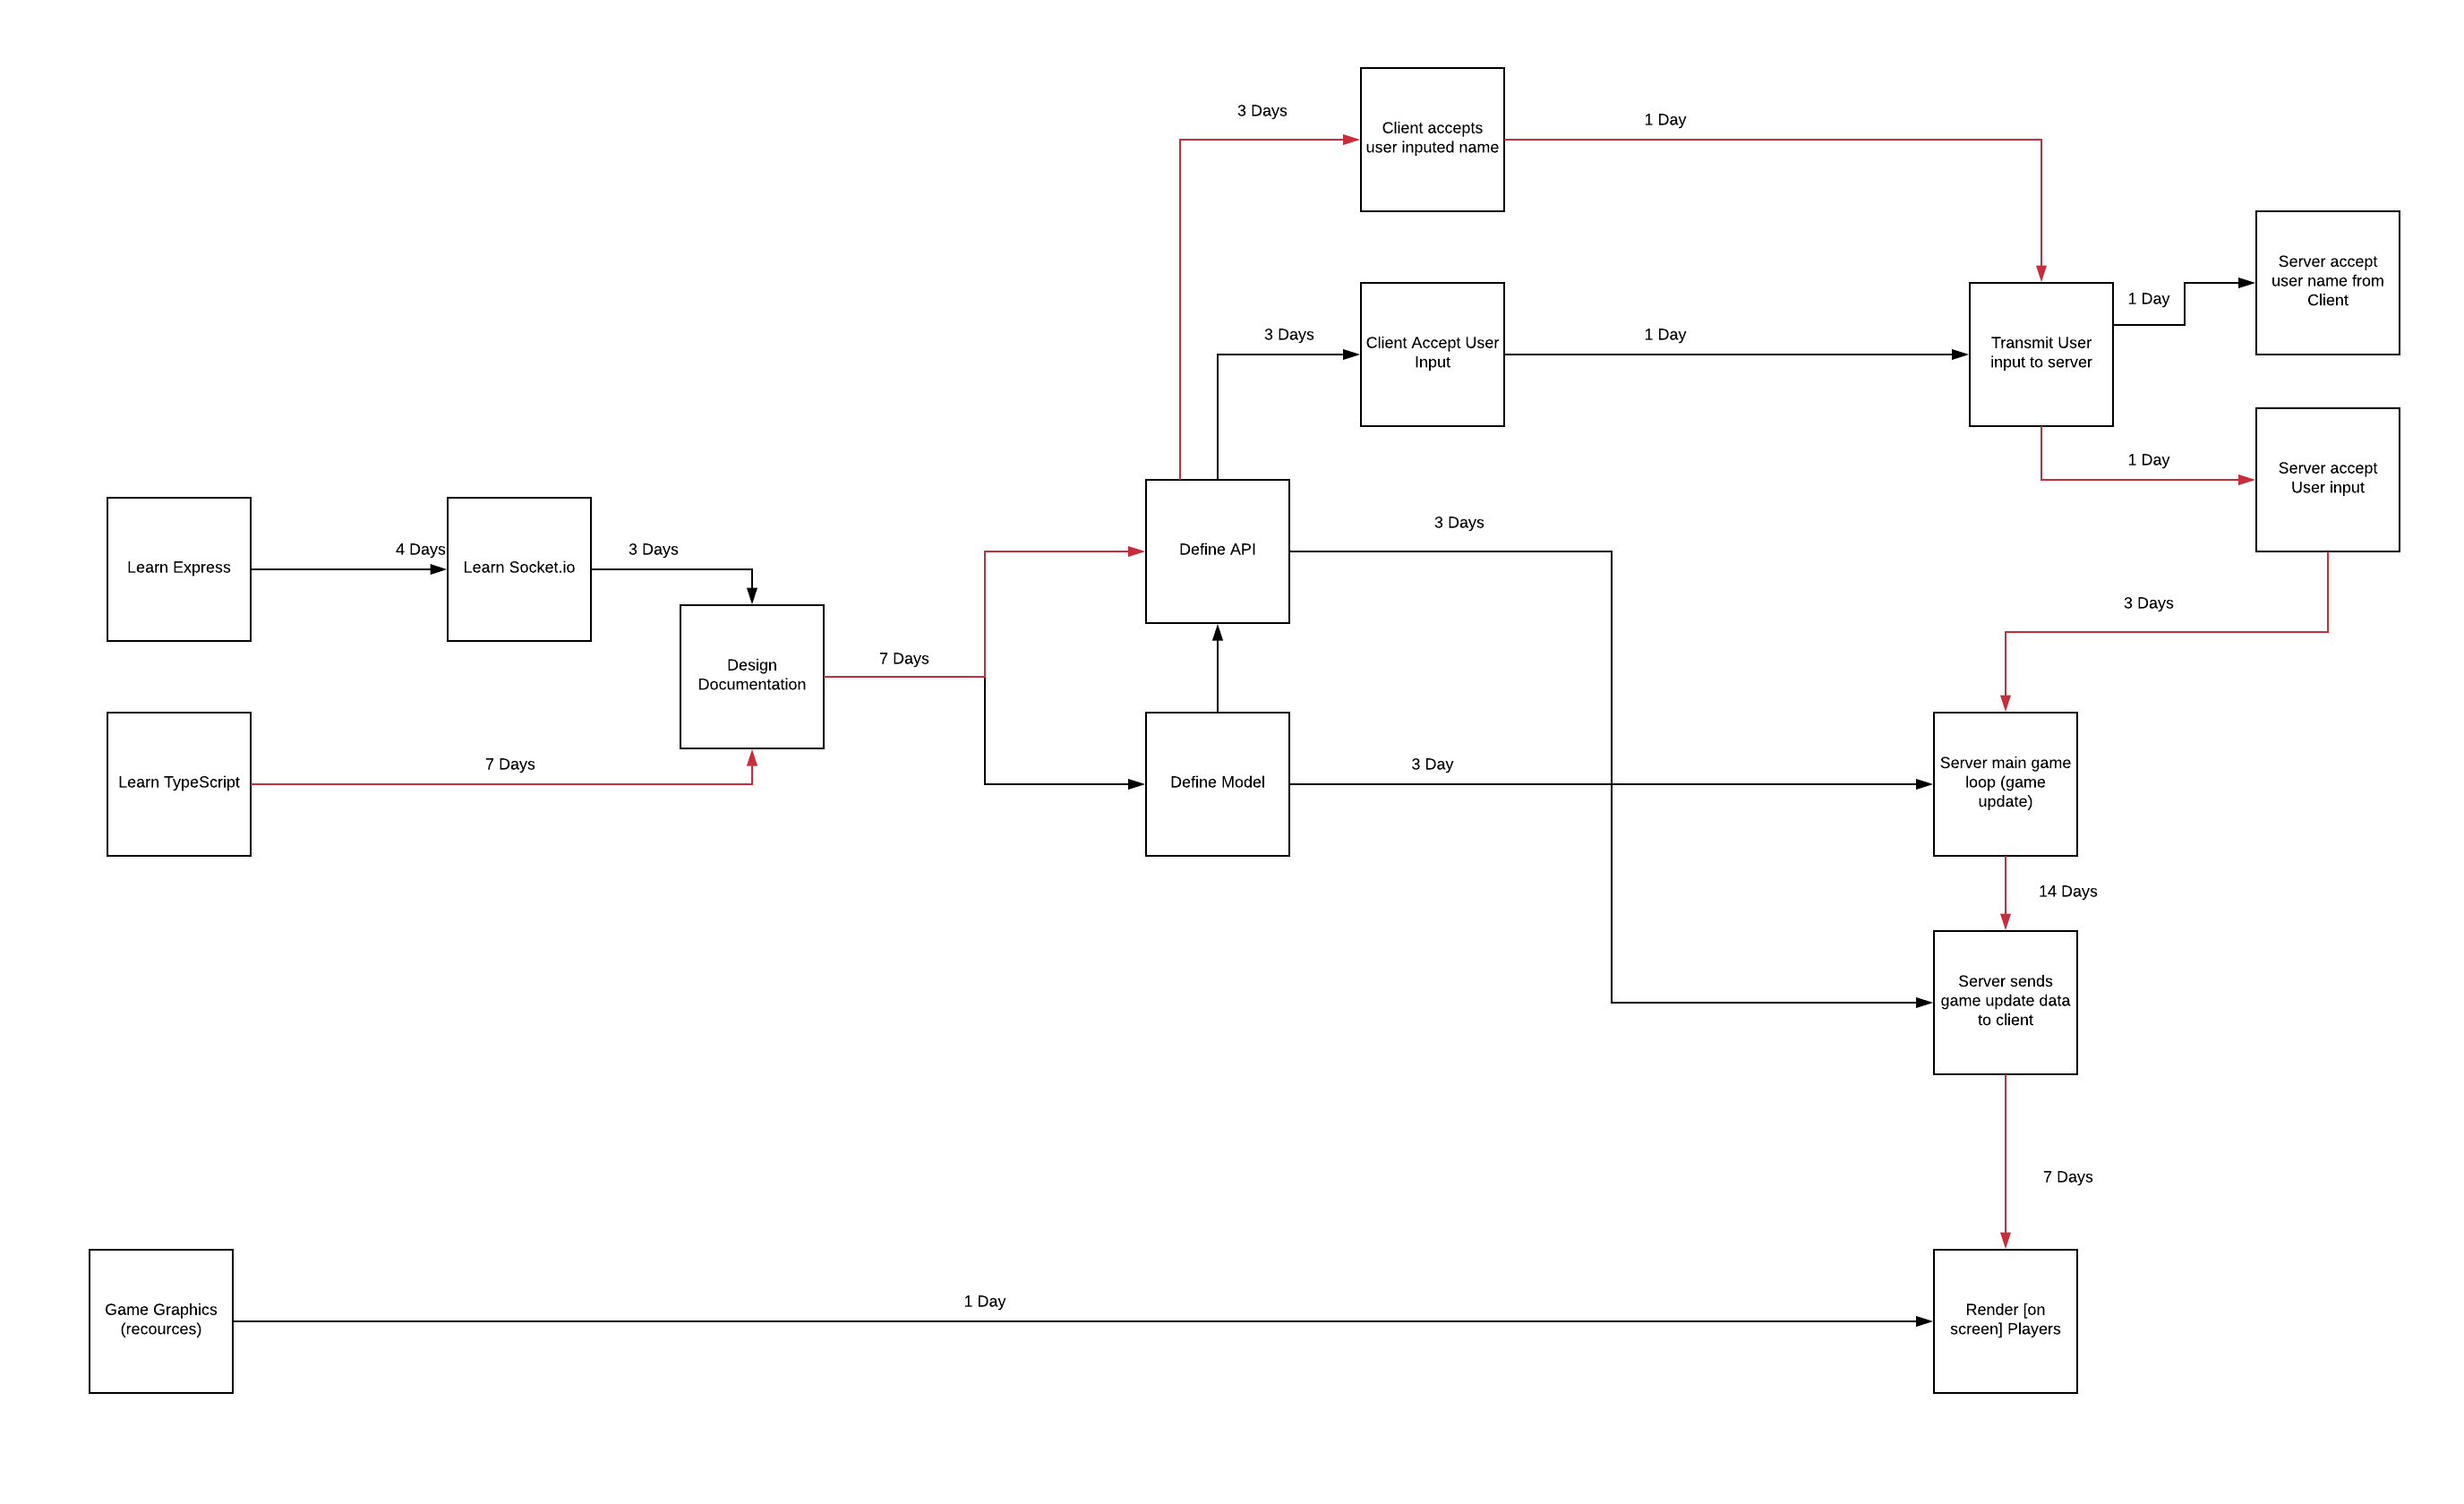 3 Days
Client accepts
user inputed name
1 Day
Server accept
user name from
Client
1 Day
3 Days
Client Accept User
Input
1 Day
Transmit User
input to server
1 Day
Server accept
User input
Learn Express
4 Days
Learn Socket.io
3 Days
Define API
3 Days
3 Days
Design
Documentation
7 Days
Learn TypeScript
7 Days
Define Model
3 Day
Server main game
loop (game
update)
14 Days
Server sends
game update data
to client
7 Days
Game Graphics
(recources)
1 Day
Render [on
screen] Players